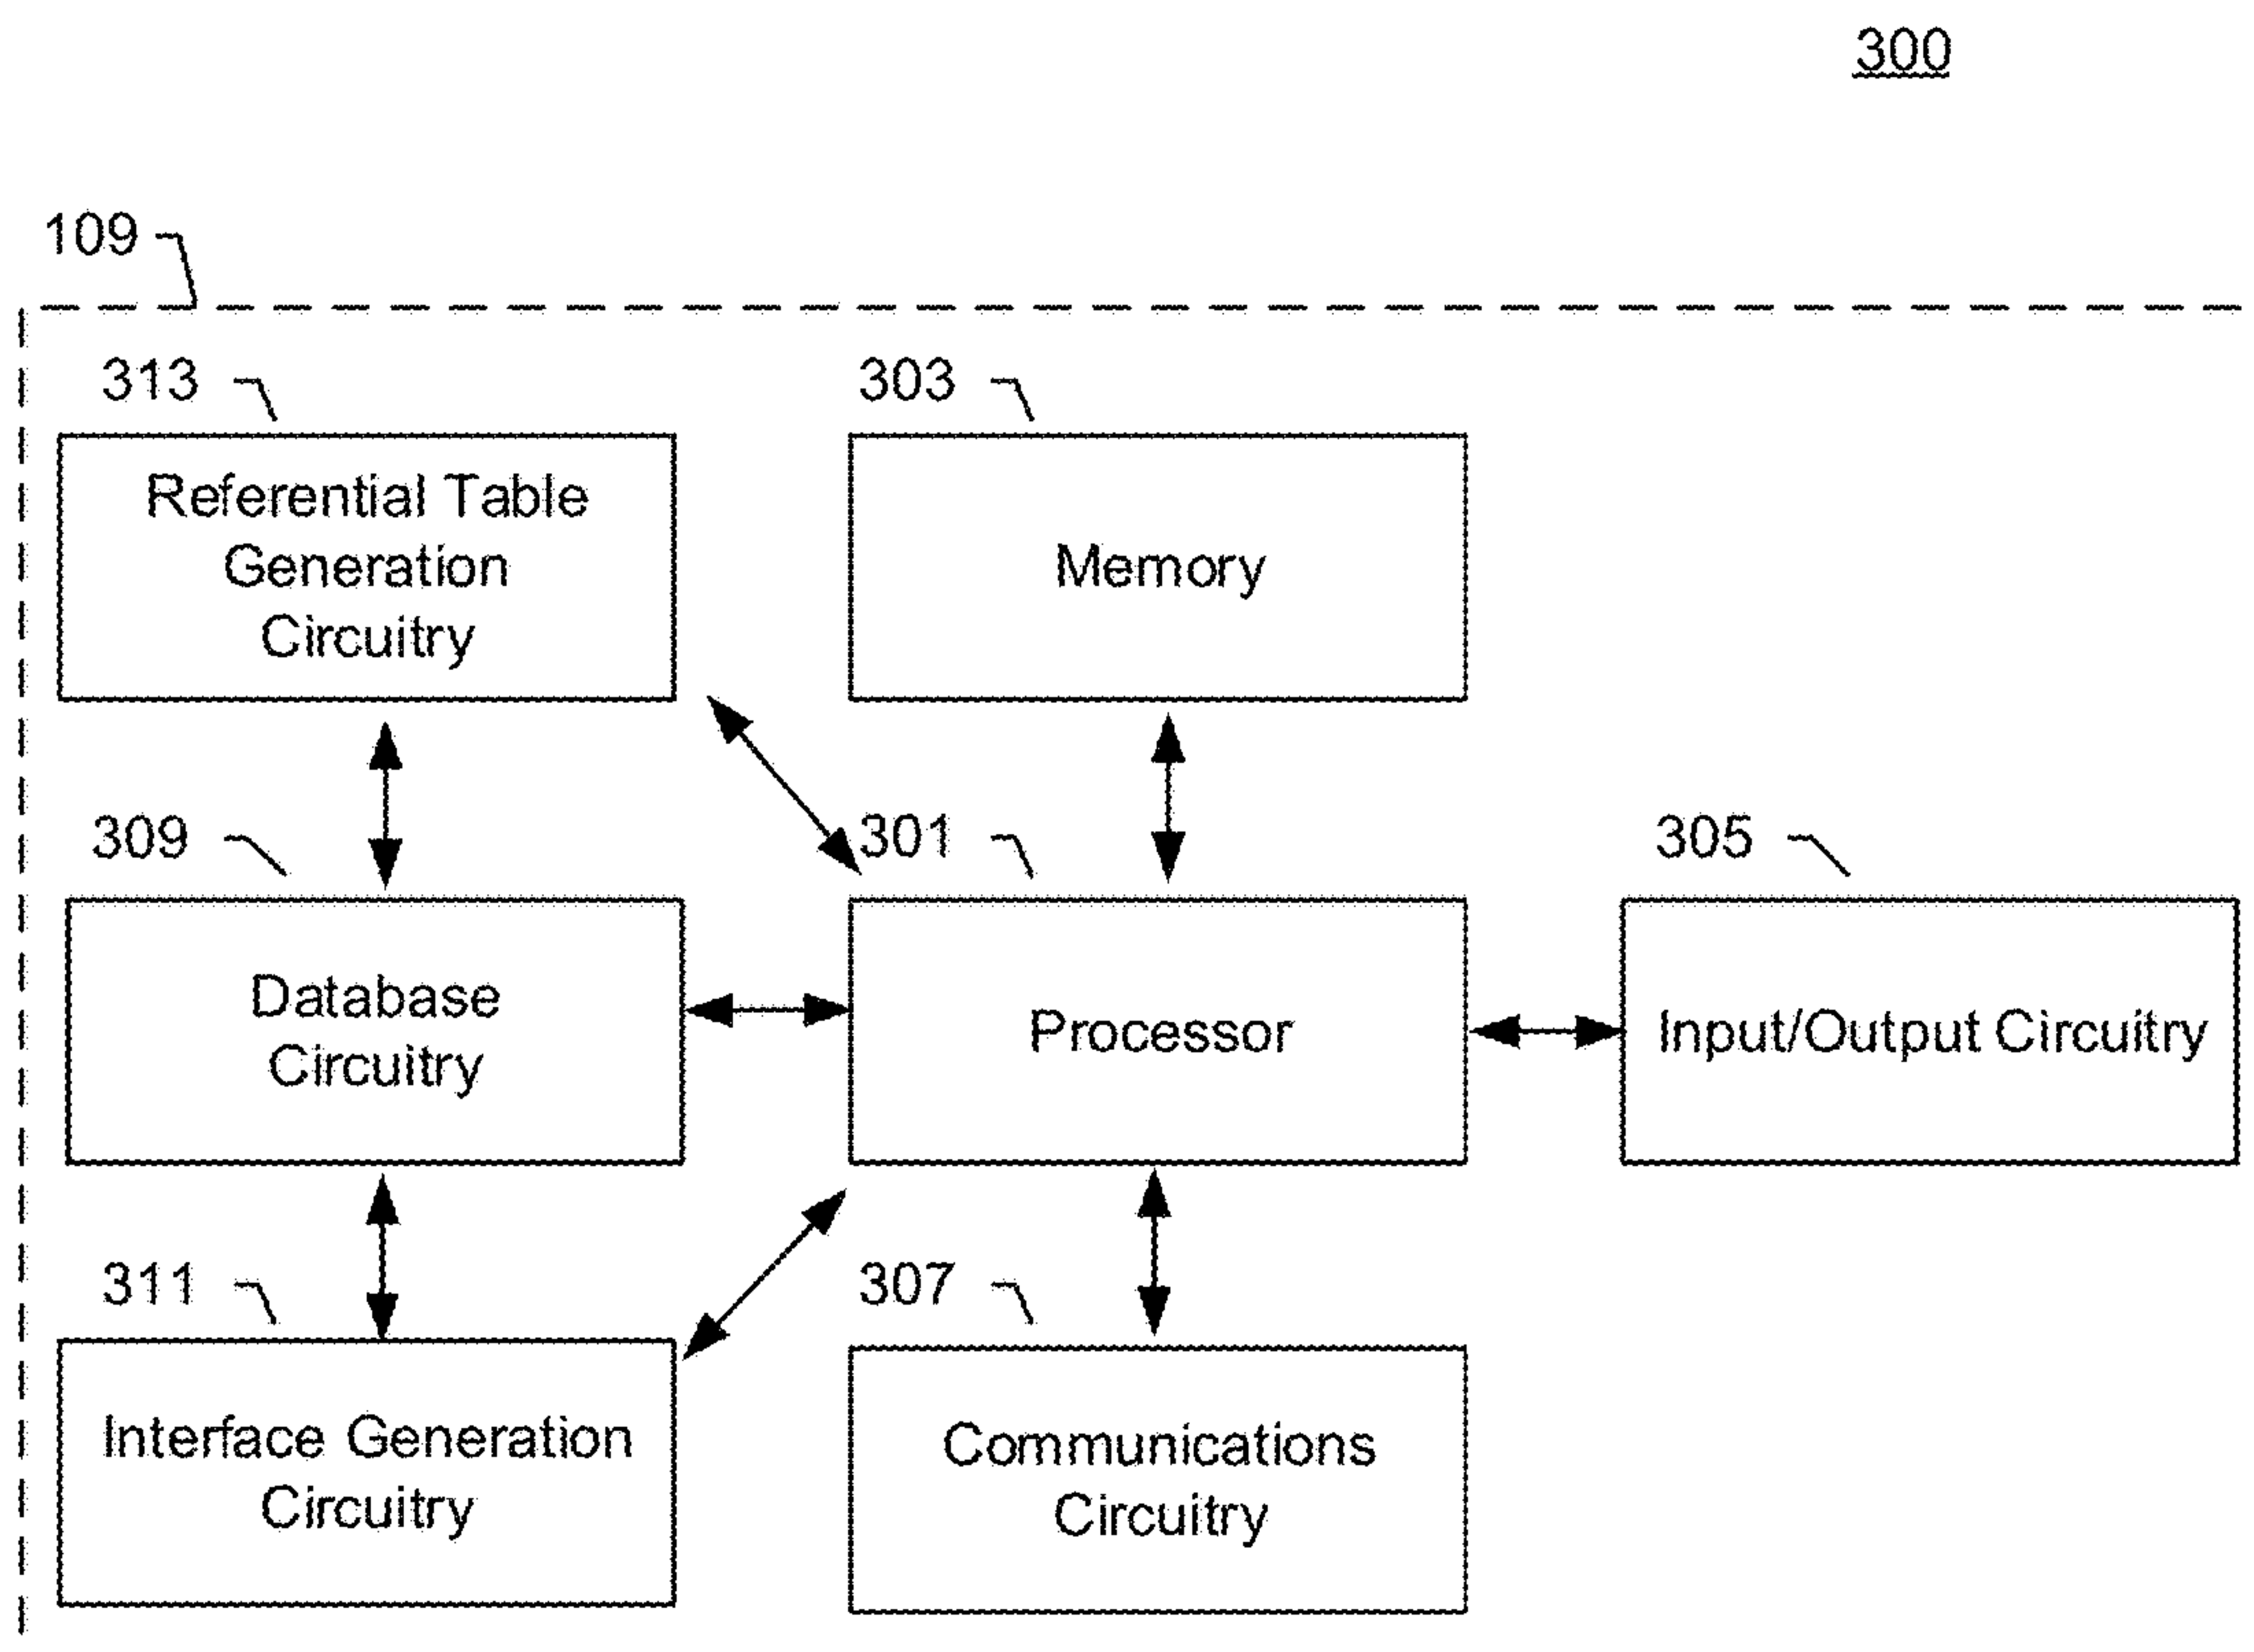 300
109
313
303
Referential Table
Generation
Circuitry
Memory
309
301
305
Database
Circuitry
Processor
Input/Output Circuitry
311
307
Interface Generation
Circuitry
Communications
Circuitry